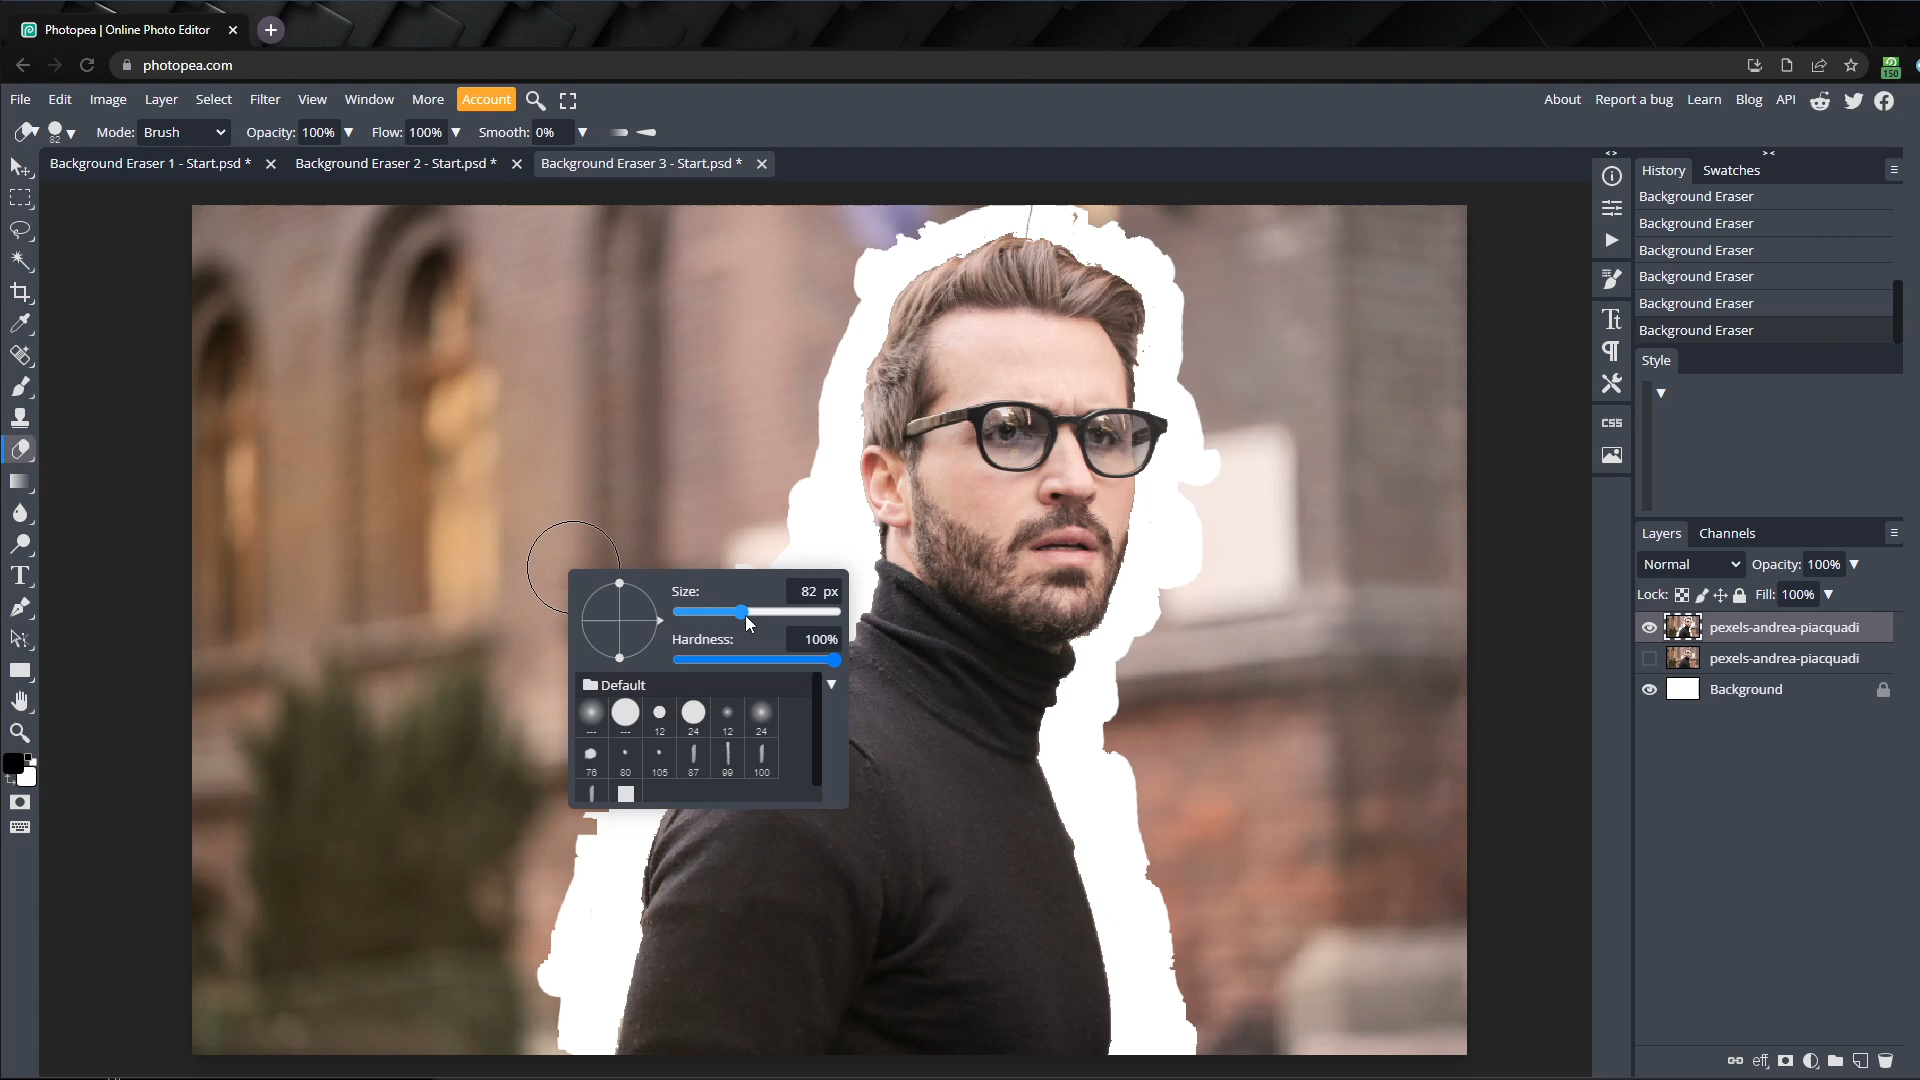 Photopea | Online Photo Editor
photopea.com
150
File Edit Image Layer Select Filter View Window More Account
About Report a bug Learn Blog API
82 Mode: Brush Opacity: 100% Flow: 100% Smooth: 0%
Background Eraser 1 - Start.psd * Background Eraser 2 - Start.psd * Background Eraser 3 - Start.psd *
History Swatches
Background Eraser
Background Eraser
Background Eraser
Background Eraser
Background Eraser
Background Eraser
Style
CSS
Size: 82 px
Hardness: 100%
Default
--- --- 12 24 12 24
76 80 105 87 99 100
Layers Channels
Normal Opacity: 100%
Lock: Fill: 100%
pexels-andrea-piacquadi
pexels-andrea-piacquadi
Background
eff